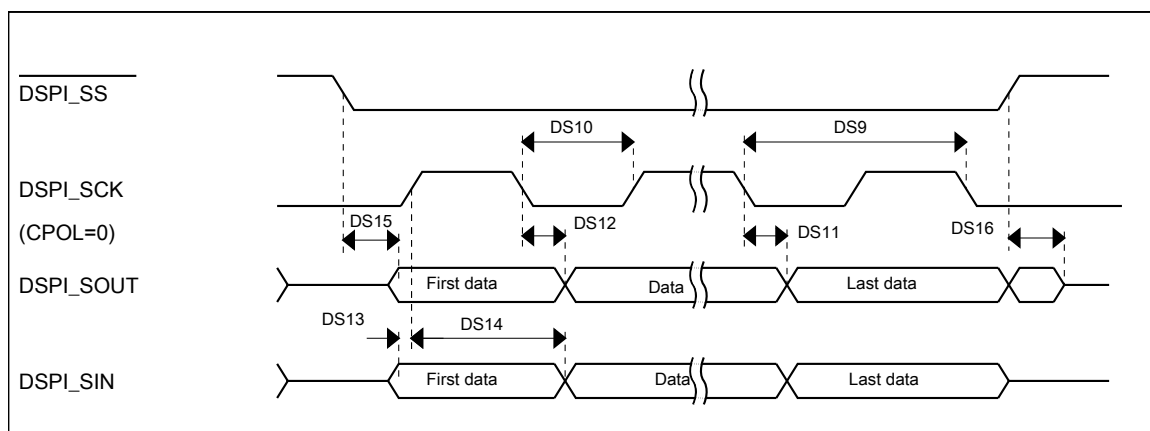 DSPI_SS
DS10
DS9
DSPI_SCK
(CPOL=0)
DS15
DS12
DS11
DS16
DSPI_SOUT
First data
Data
Last data
DS13
DS14
DSPI_SIN
First data
Data
Last data